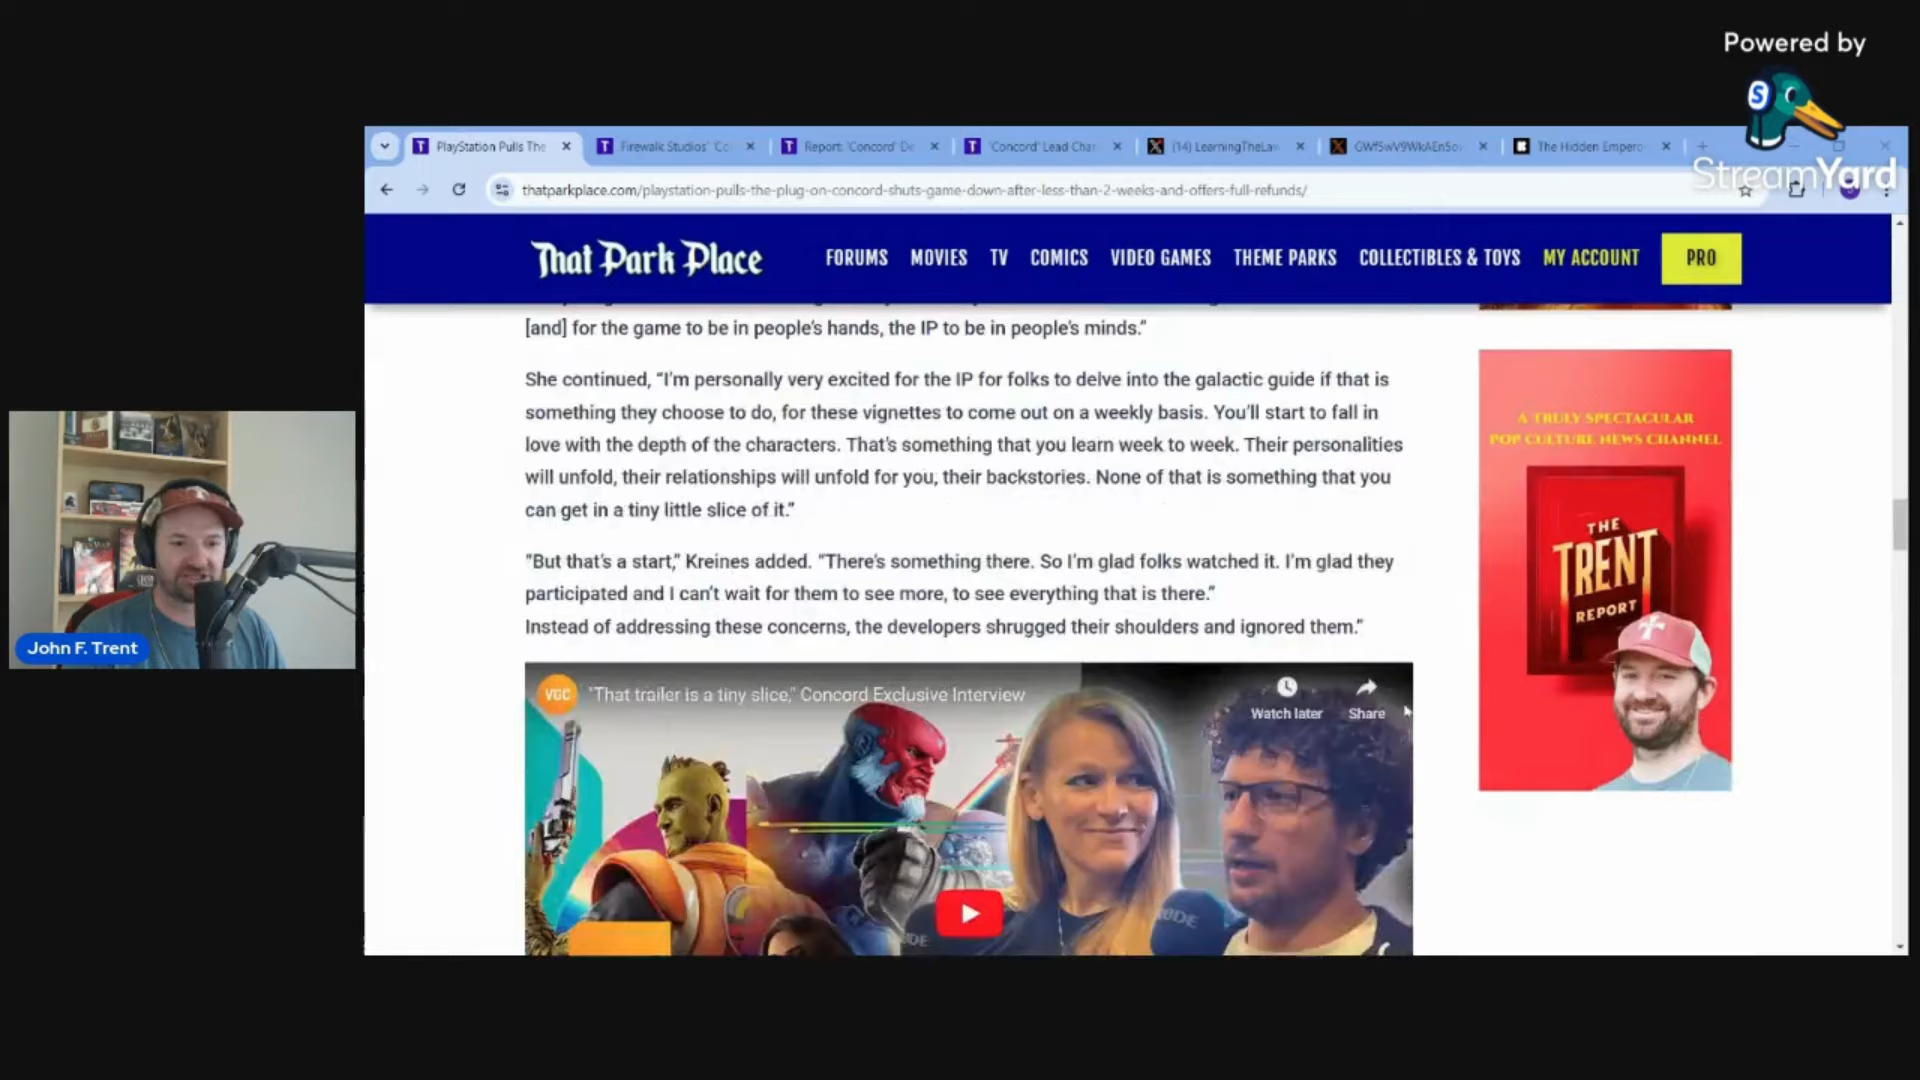 Powered by
StreamYard
PlayStation Pulls The
Firewalk Studios' 'Co
Report: 'Concord' De
'Concord' Lead Char
(14) LearningTheLaw
The Hidden Empero
thatparkplace.com/playstation-pulls-the-plug-on-concord-shuts-game-down-after-less-than-2-weeks-and-offers-full-refunds/
That Park Place
FORUMS MOVIES TV COMICS VIDEO GAMES THEME PARKS COLLECTIBLES & TOYS MY ACCOUNT PRO
[and] for the game to be in people's hands, the IP to be in people's minds."
She continued, "I'm personally very excited for the IP for folks to delve into the galactic guide if that is
something they choose to do, for these vignettes to come out on a weekly basis. You'll start to fall in
love with the depth of the characters. That's something that you learn week to week. Their personalities
will unfold, their relationships will unfold for you, their backstories. None of that is something that you
can get in a tiny little slice of it."
"But that's a start," Kreines added. "There's something there. So I'm glad folks watched it. I'm glad they
participated and I can't wait for them to see more, to see everything that is there."
Instead of addressing these concerns, the developers shrugged their shoulders and ignored them."
VGC
"That trailer is a tiny slice," Concord Exclusive Interview
Watch later
Share
A TRULY SPECTACULAR
POP CULTURE NEWS CHANNEL
THE
TRENT
REPORT
John F. Trent